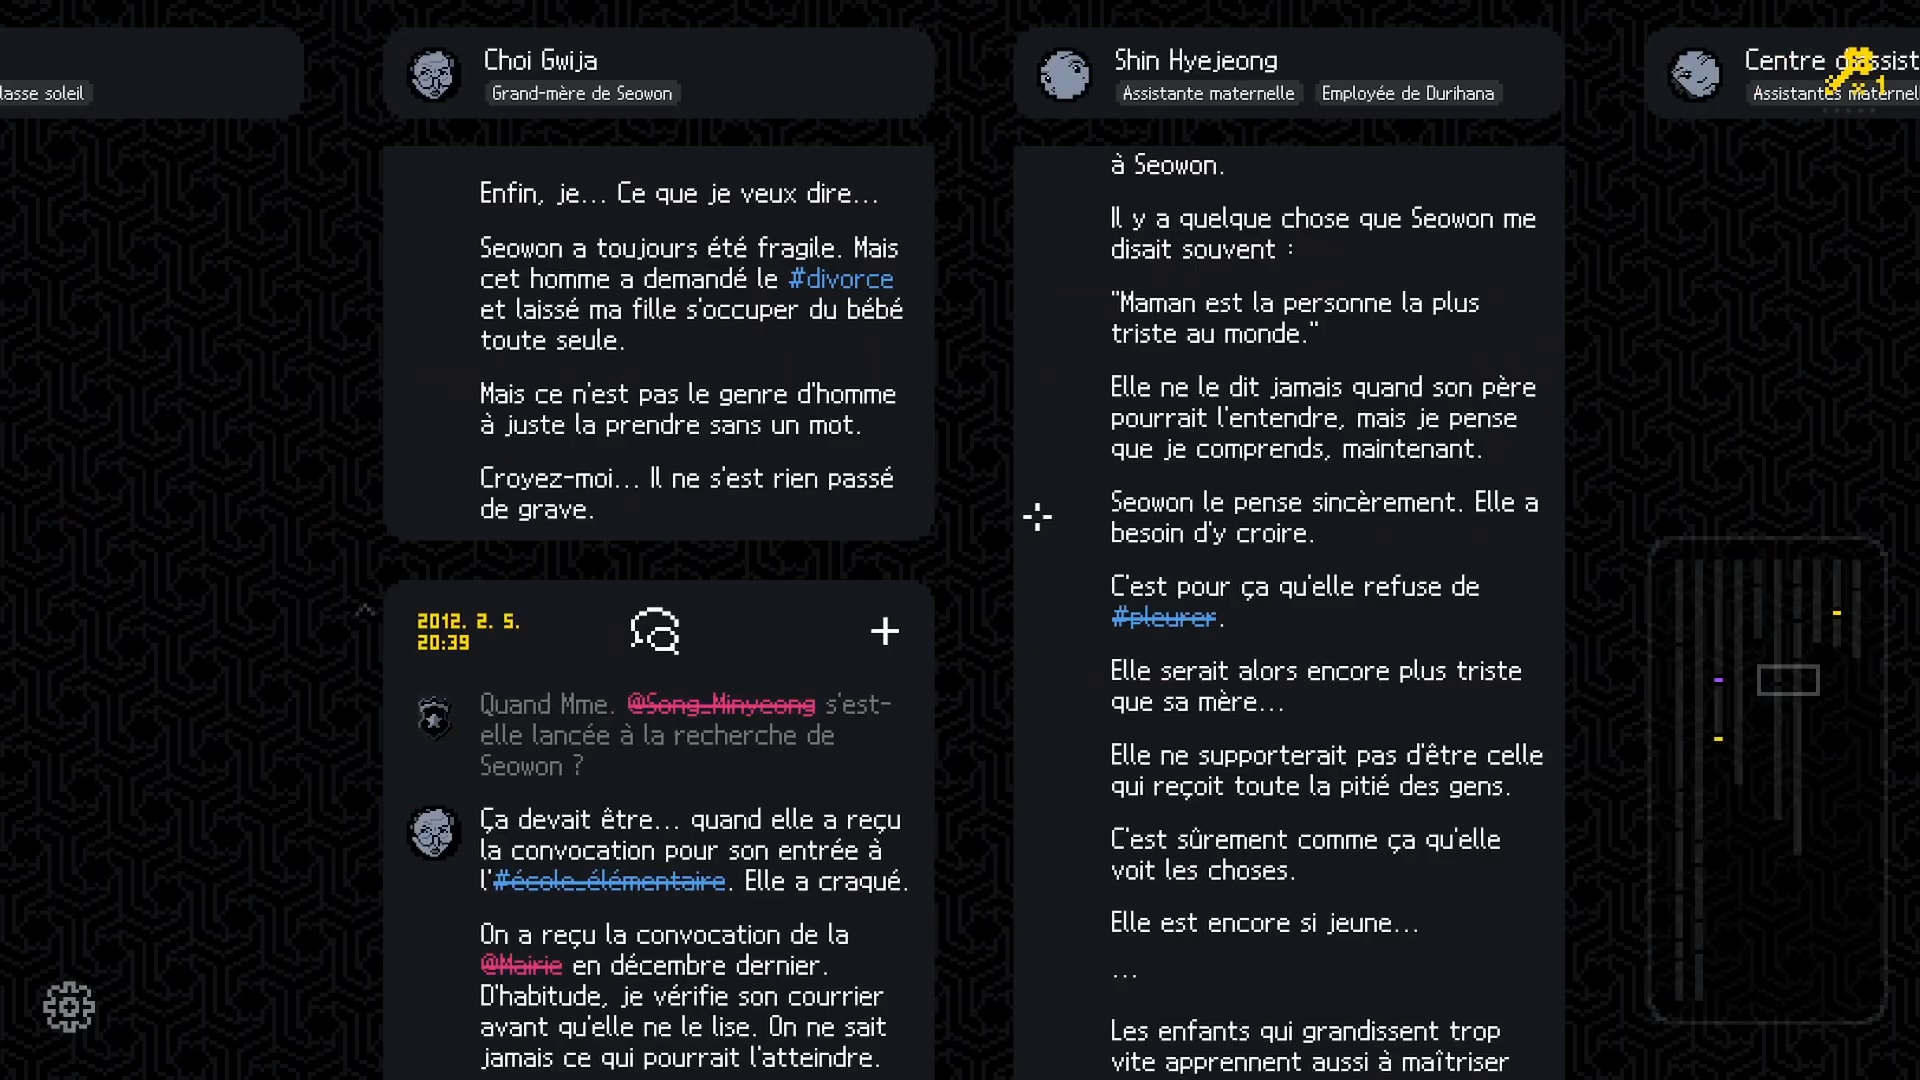 lasse soleil
Choi Gwija
Grand-mère de Seowon
Enfin, je... Ce que je veux dire...
Seowon a toujours été fragile. Mais
cet homme a demandé le #divorce
et laissé ma fille s'occuper du bébé
toute seule.
Mais ce n'est pas le genre d'homme
à juste la prendre sans un mot.
Croyez-moi... Il ne s'est rien passé
de grave.
2012. 2. 5.
20:39
Quand Mme. @Song_Minyeong s'est-
elle lancée à la recherche de
Seowon ?
Ça devait être... quand elle a reçu
la convocation pour son entrée à
l'#école_élémentaire. Elle a craqué.
On a reçu la convocation de la
@Mairie en décembre dernier.
D'habitude, je vérifie son courrier
avant qu'elle ne le lise. On ne sait
jamais ce qui pourrait l'atteindre.
Shin Hyejeong
Assistante maternelle
Employée de Durihana
à Seowon.
Il y a quelque chose que Seowon me
disait souvent :
"Maman est la personne la plus
triste au monde."
Elle ne le dit jamais quand son père
pourrait l'entendre, mais je pense
que je comprends, maintenant.
Seowon le pense sincèrement. Elle a
besoin d'y croire.
C'est pour ça qu'elle refuse de
#pleurer.
Elle serait alors encore plus triste
que sa mère...
Elle ne supporterait pas d'être celle
qui reçoit toute la pitié des gens.
C'est sûrement comme ça qu'elle
voit les choses.
Elle est encore si jeune...
...
Les enfants qui grandissent trop
vite apprennent aussi à maîtriser
Centre d'assist
Assistantes maternel
1